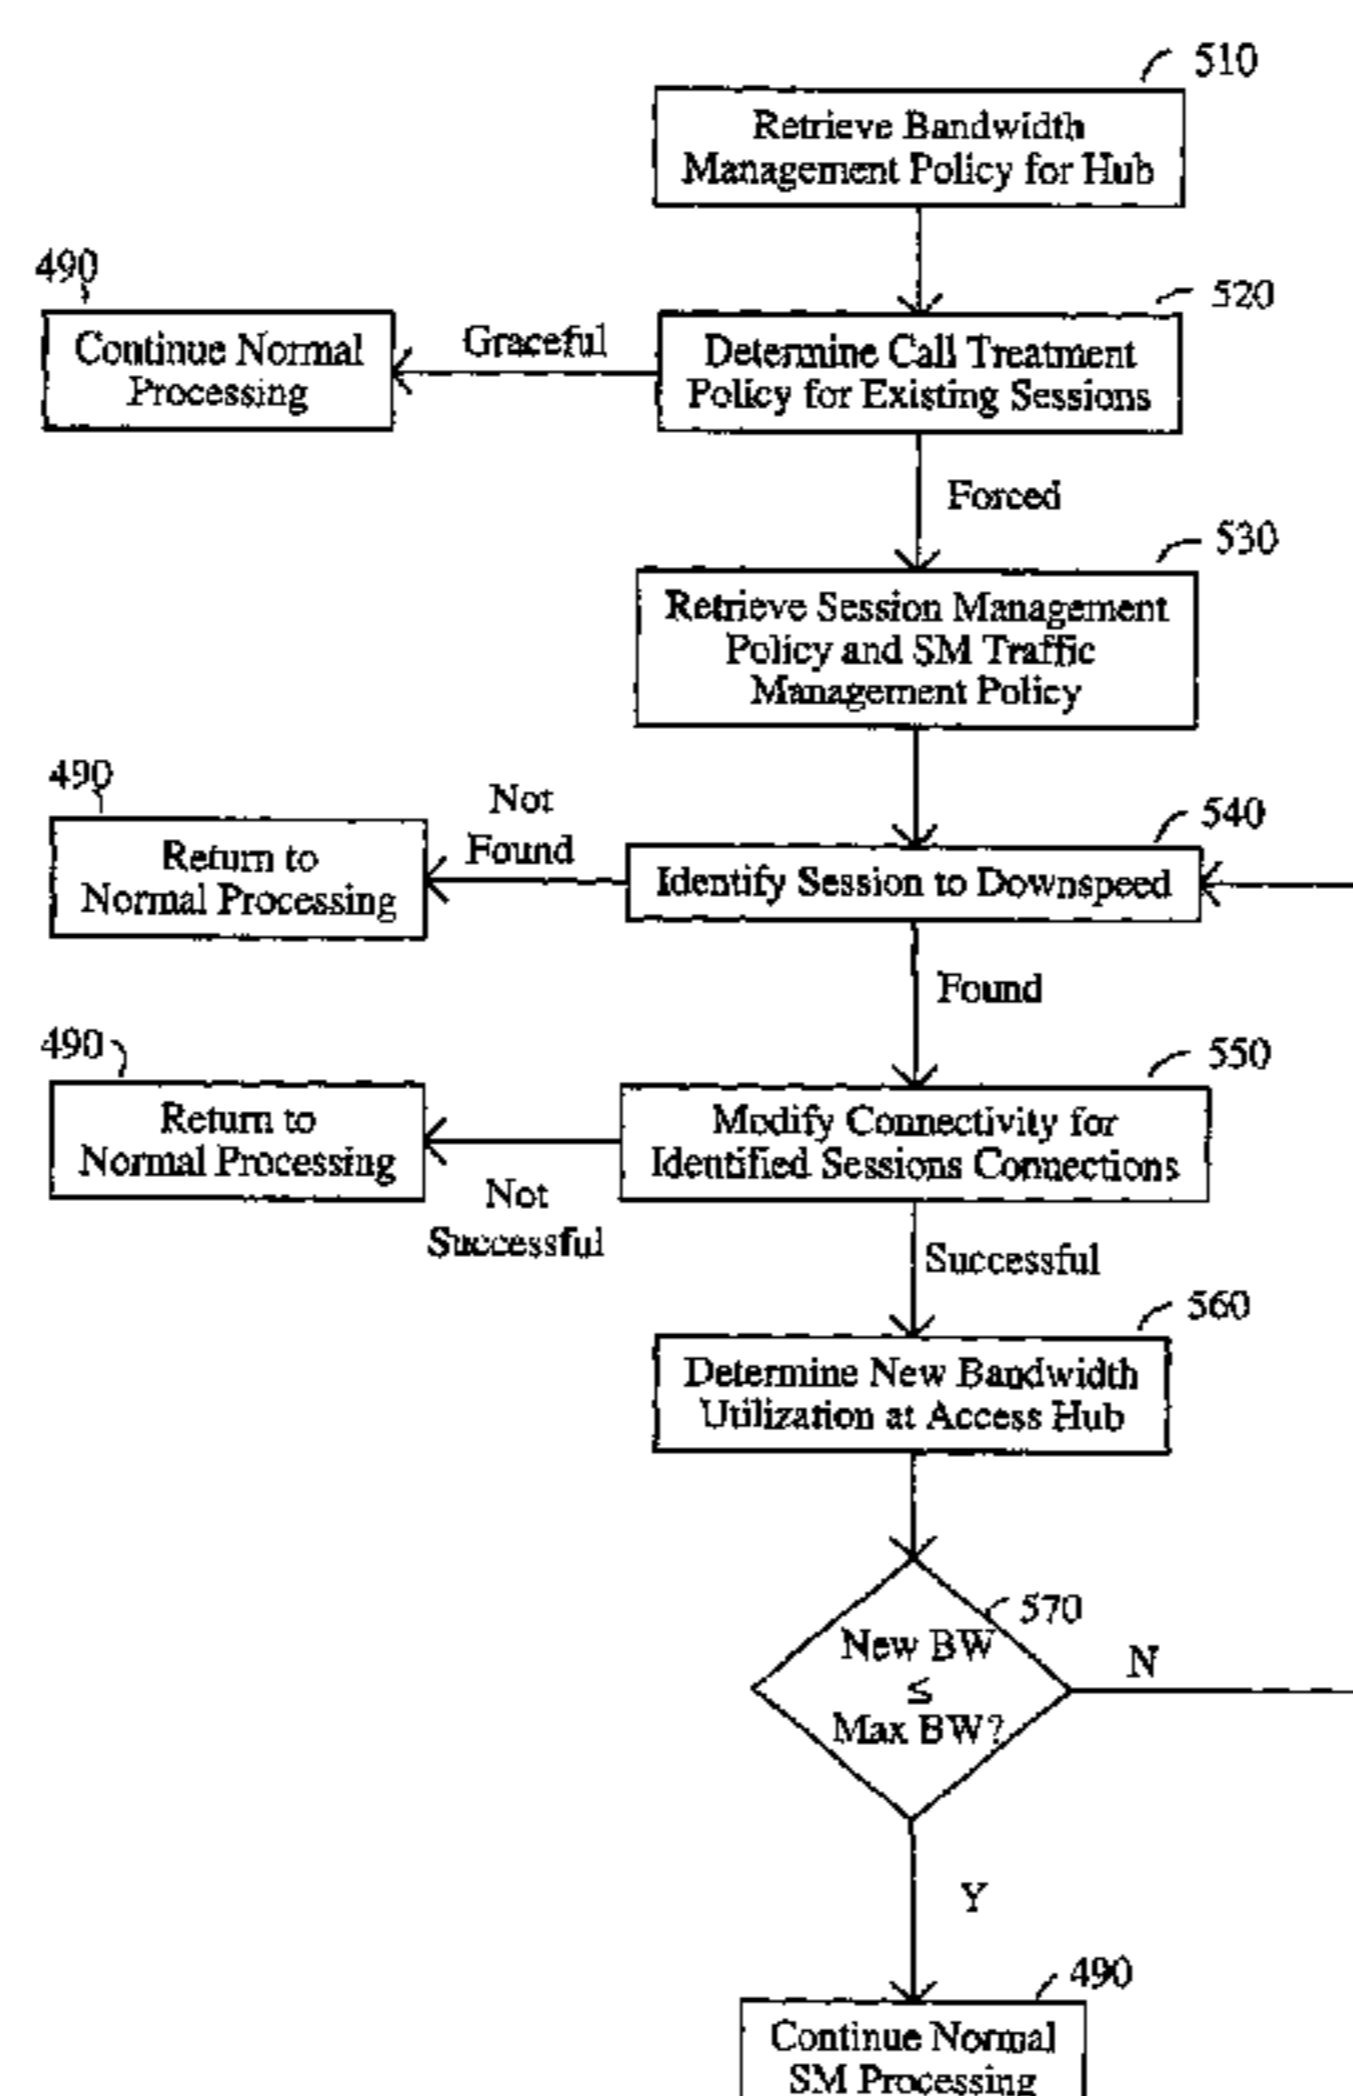 510
Retrieve Bandwidth
Management Policy for Hub
490
520
Continue Normal
Processing
Graceful
Determine Call Treatment
Policy for Existing Sessions
Forced
530
Retrieve Session Management
Policy and SM Traffic
Management Policy
490
Not
Found
540
Return to
Normal Processing
Identify Session to Downspeed
Found
490
550
Return to
Normal Processing
Modify Connectivity for
Identified Sessions Connections
Not
Successful
Successful
560
Determine New Bandwidth
Utilization at Access Hub
570
New BW
≤
Max BW?
N
Y
490
Continue Normal
SM Processing